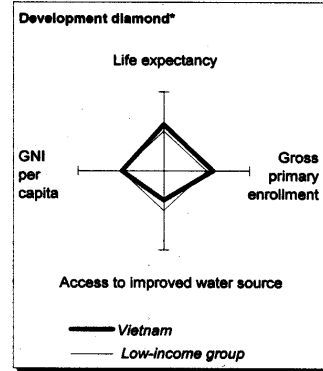 Development diamond*
Life expectancy
GNI
per
capita
Gross
primary
enrollment
Access to improved water source
Vietnam
Low-income group